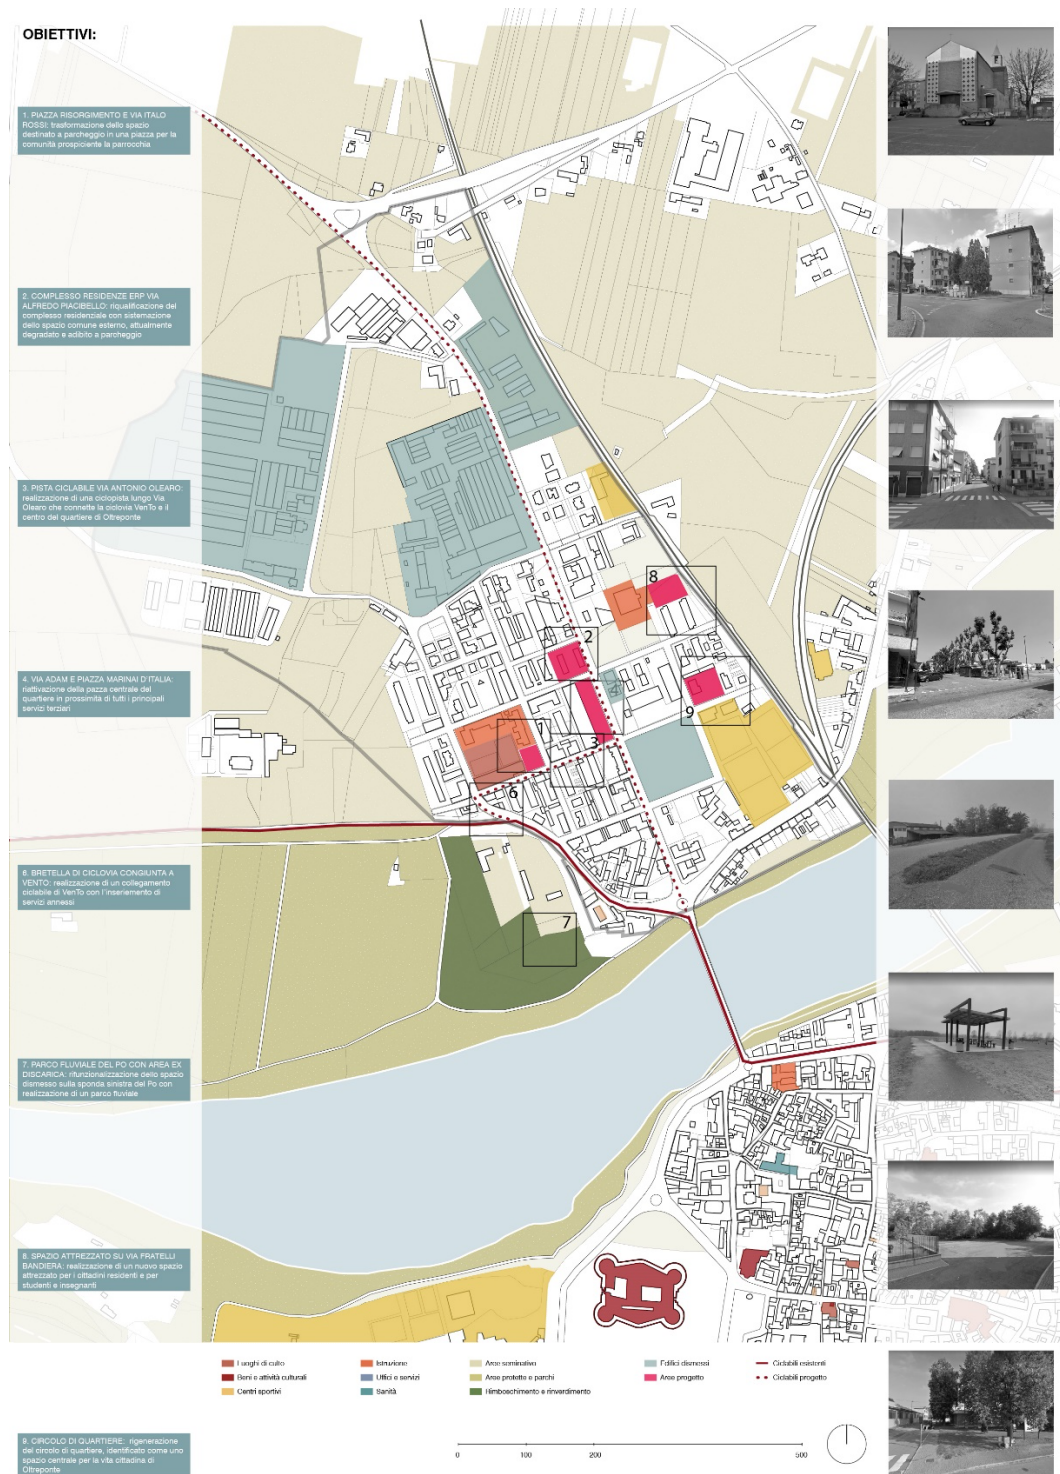 OBIETTIVI:
1. PIAZZA RISORGIMENTO E VIA ITALO
ROSSI: trasformazione dello spazio
destinato a parcheggio in una piazza per la
comunità prospiciente la parrocchia
2. COMPLESSO RESIDENZE ERP VIA
ALFREDO PIACIBELLO: riqualificazione del
complesso residenziale con sistemazione
dello spazio comune esterno, attualmente
degradato e adibito a parcheggio
3. PISTA CICLABILE VIA ANTONIO OLEARO:
realizzazione di una ciclopista lungo Via
Olearo che connette la ciclovia VenTo e il
centro del quartiere di Oltreponte
4. VIA ADAM E PIAZZA MARINAI D'ITALIA:
riattivazione della pazza centrale del
quartiere in prossimità di tutti i principali
servizi terziari
6. BRETELLA DI CICLOVIA CONGIUNTA A
VENTO: realizzazione di un collegamento
ciclabile di VenTo con l'inseriemento di
servizi annessi
7. PARCO FLUVIALE DEL PO CON AREA EX
DISCARICA: rifunzionalizzazione dello spazio
dismesso sulla sponda sinistra del Po con
realizzazione di un parco fluviale
8. SPAZIO ATTREZZATO SU VIA FRATELLI
BANDIERA: realizzazione di un nuovo spazio
attrezzato per i cittadini residenti e per
studenti e insegnanti
9. CIRCOLO DI QUARTIERE: rigenerazione
del circolo di quartiere, identificato come uno
spazio centrale per la vita cittadina di
Oltreponte
8
2
9
1
3
6
7
Luoghi di culto
Beni e attività culturali
Centri sportivi
Istruzione
Uffici e servizi
Sanità
Aree seminativo
Aree protette e parchi
Rimboschimento e rinverdimento
Edifici dismessi
Aree progetto
Ciclabili esistenti
Ciclabili progetto
0 100 200 500